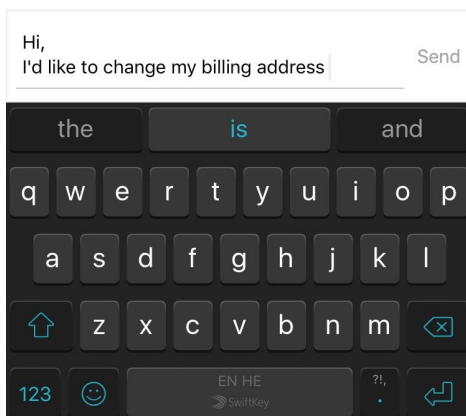 Hi,
I'd like to change my billing address
Send
the is and
q w e r t y u i o p
a s d f g h j k l
z x c v b n m
123 EN HE ?!, .
SwiftKey